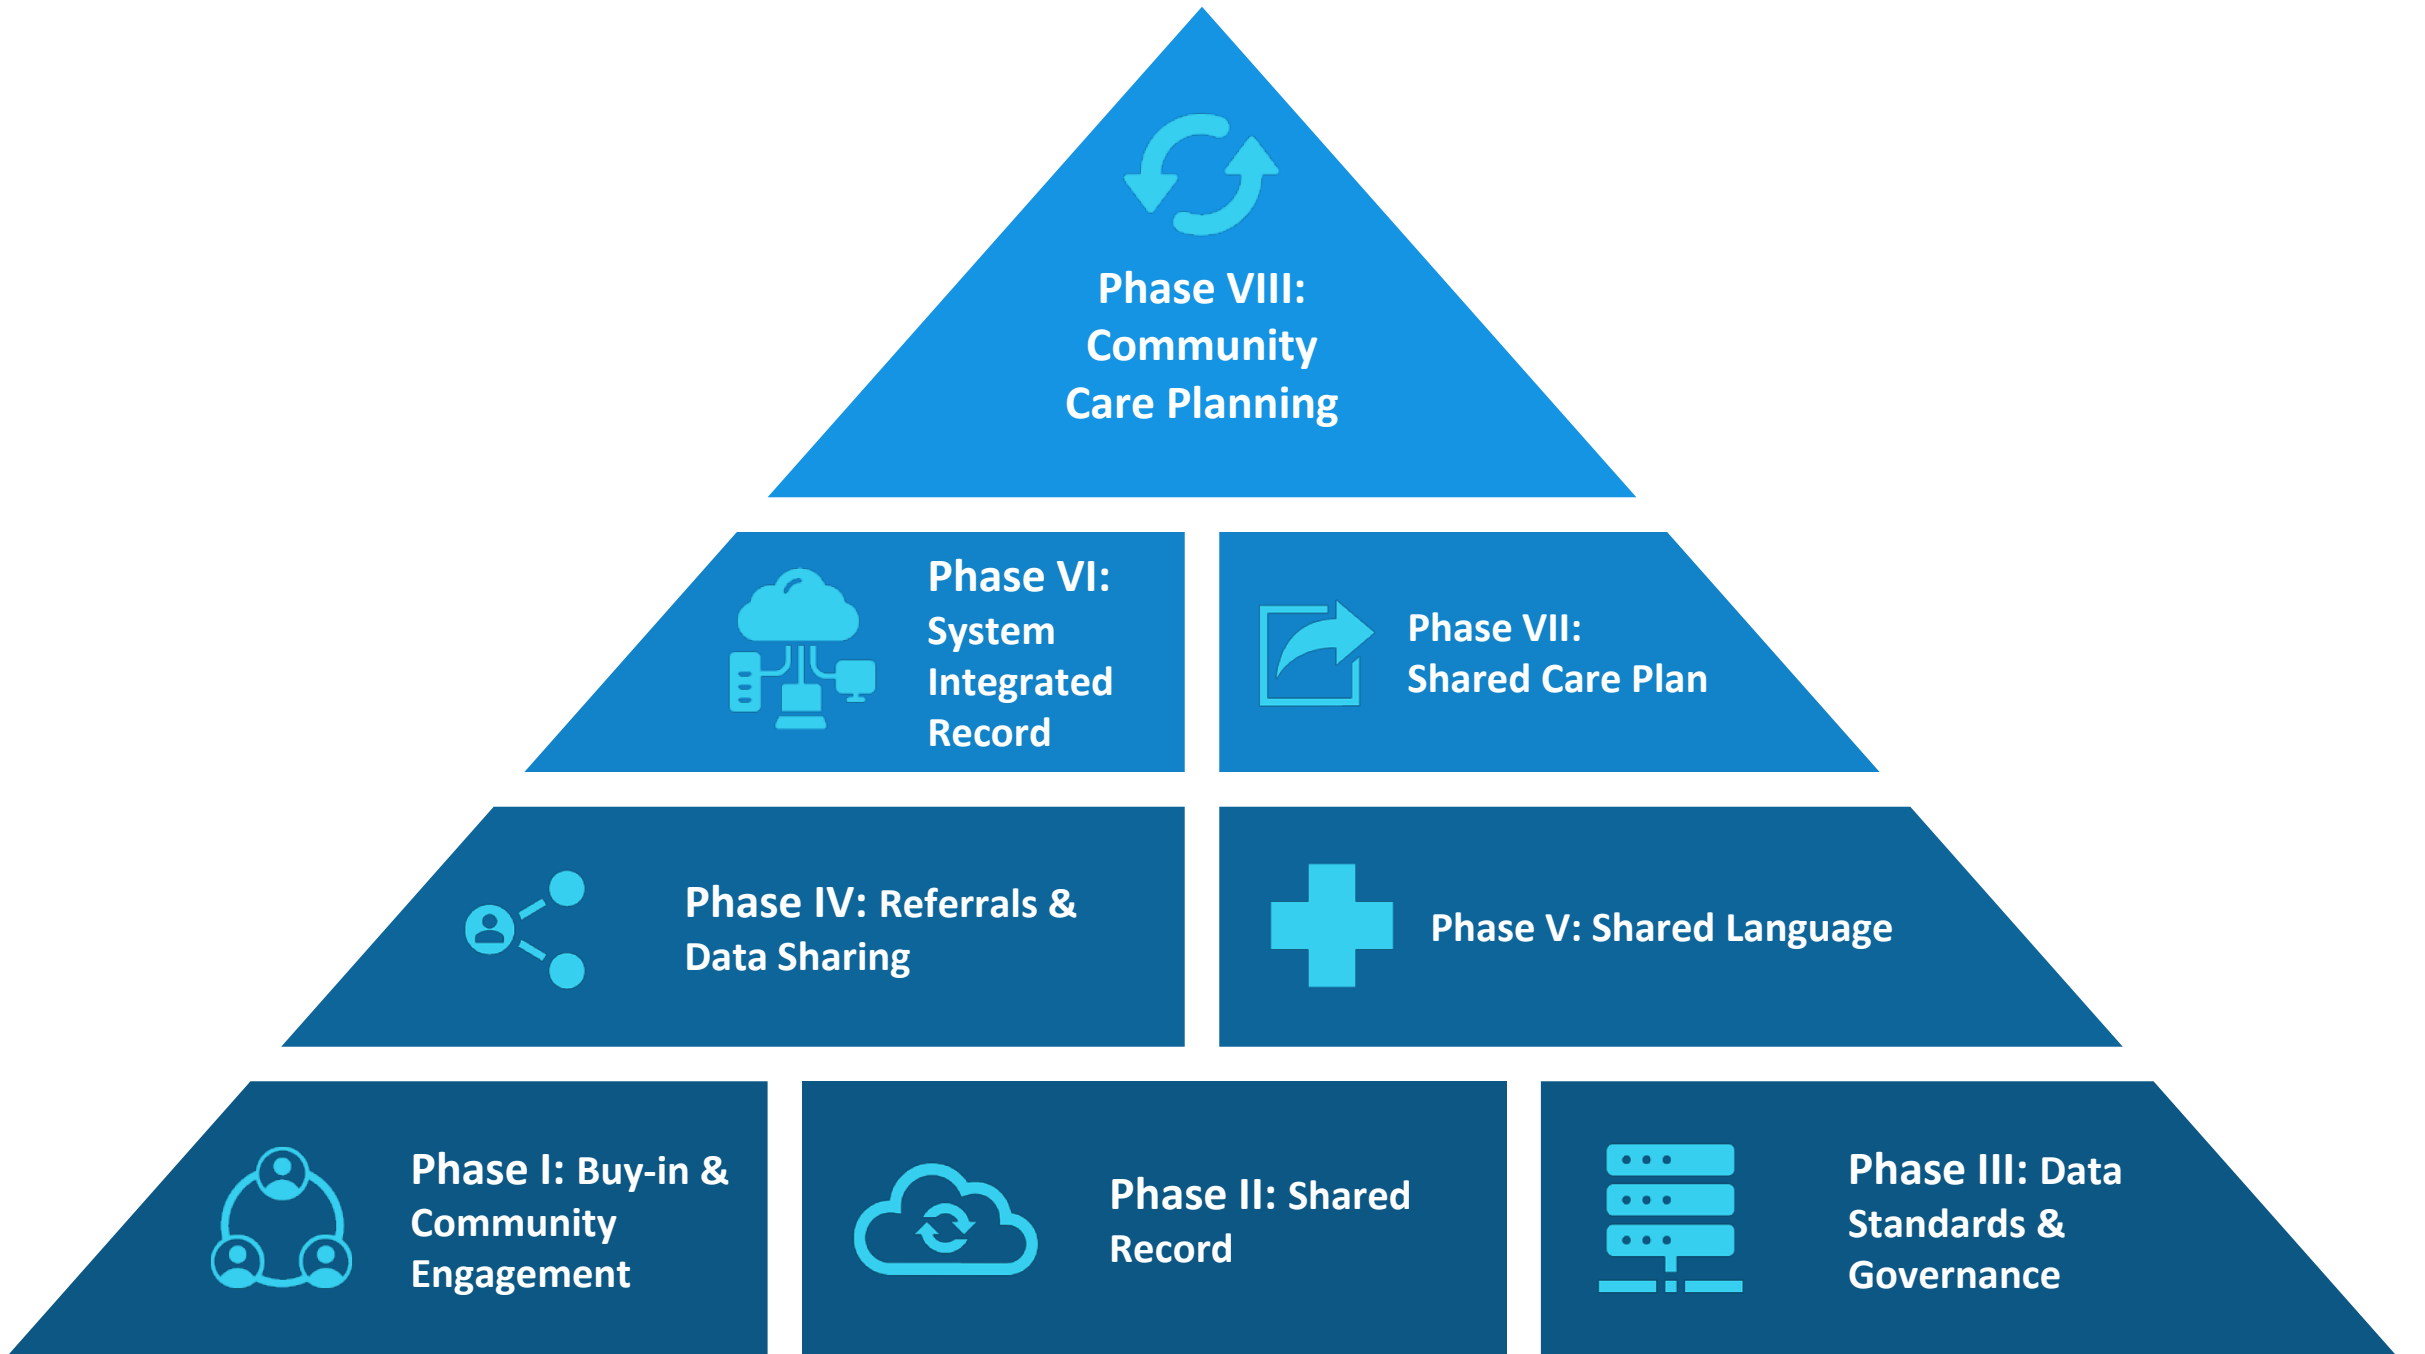 Phase VIII:
Community
Care Planning
Phase VI:
System
Integrated
Record
Phase VII:
Shared Care Plan
Phase IV: Referrals &
Data Sharing
Phase V: Shared Language
Phase I: Buy-in &
Community
Engagement
Phase II: Shared
Record
Phase III: Data
Standards &
Governance